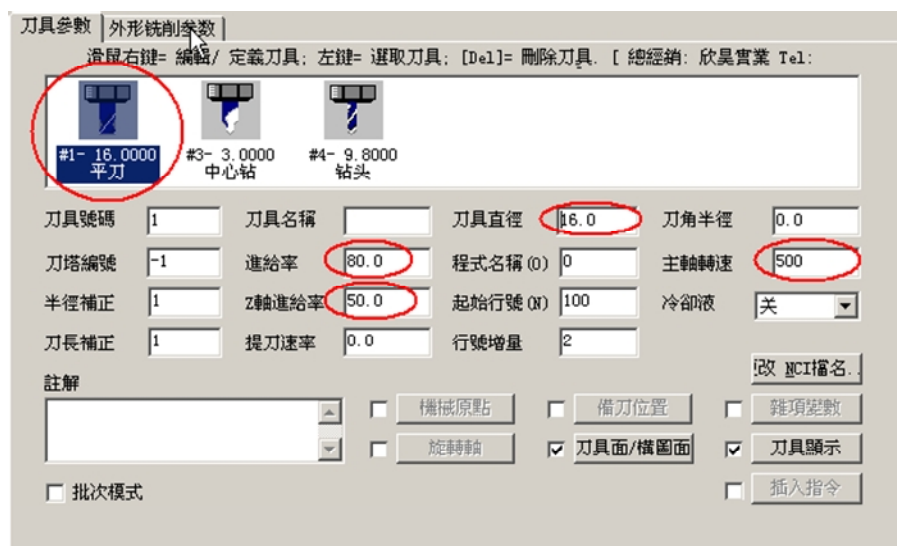 刀具參數 外形铣削参数
滑鼠右鍵= 編輯/ 定義刀具; 左鍵= 選取刀具; [Del]= 刪除刀具. [ 總經銷: 欣昊實業 Tel:
#1- 16.0000 #3- 3.0000 #4- 9.8000
平刀 中心钻 钻头
刀具號碼 1 刀具名稱 刀具直徑 16.0 刀角半徑 0.0
刀塔編號 -1 進給率 80.0 程式名稱(O) 0 主軸轉速 500
半徑補正 1 Z軸進給率 50.0 起始行號(N) 100 冷卻液 关
刀長補正 1 提刀速率 0.0 行號增量 2
改 NCI檔名..
註解
機械原點 備刀位置 雜項變數
旋轉軸 刀具面/構圖面 刀具顯示
批次模式 插入指令